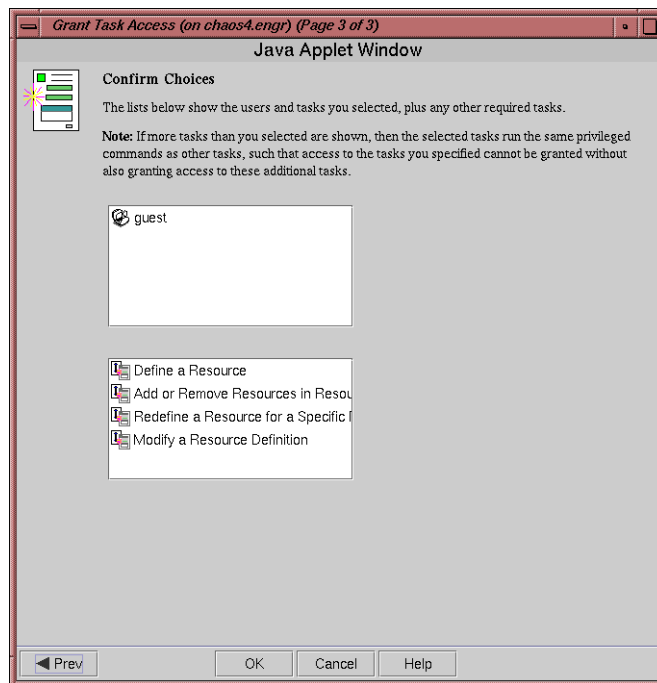 Grant Task Access (on chaos4.engr) (Page 3 of 3)
Java Applet Window
Confirm Choices
The lists below show the users and tasks you selected, plus any other required tasks.
Note: If more tasks than you selected are shown, then the selected tasks run the same privileged
commands as other tasks, such that access to the tasks you specified cannot be granted without
also granting access to these additional tasks.
guest
Define a Resource
Add or Remove Resources in Resou
Redefine a Resource for a Specific
Modify a Resource Definition
Prev
OK
Cancel
Help